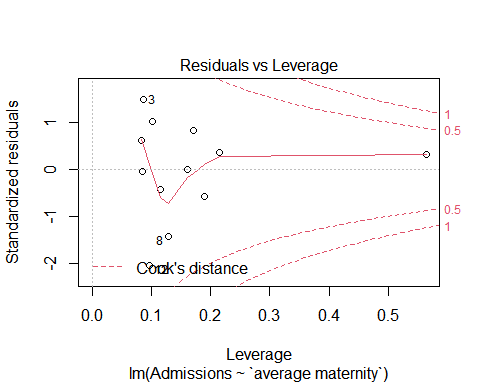 Residuals vs Leverage
Standardized residuals
1
0
-1
-2
3
8
12
1
0.5
0.5
1
Cook's distance
0.0 0.1 0.2 0.3 0.4 0.5
Leverage
lm(Admissions ~ `average maternity`)